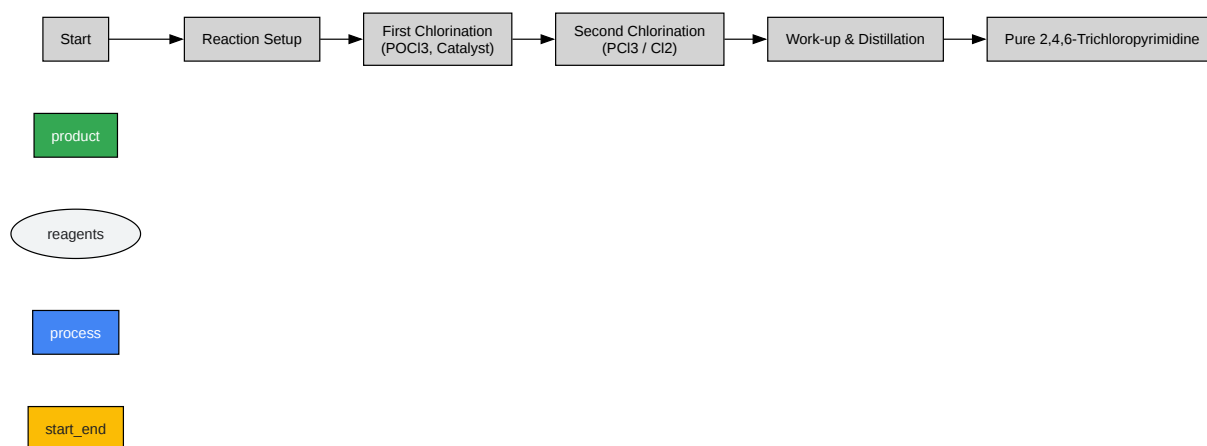 Start
Reaction Setup
First Chlorination
(POCl3, Catalyst)
Second Chlorination
(PCl3 / Cl2)
Work-up & Distillation
Pure 2,4,6-Trichloropyrimidine
product
reagents
process
start_end